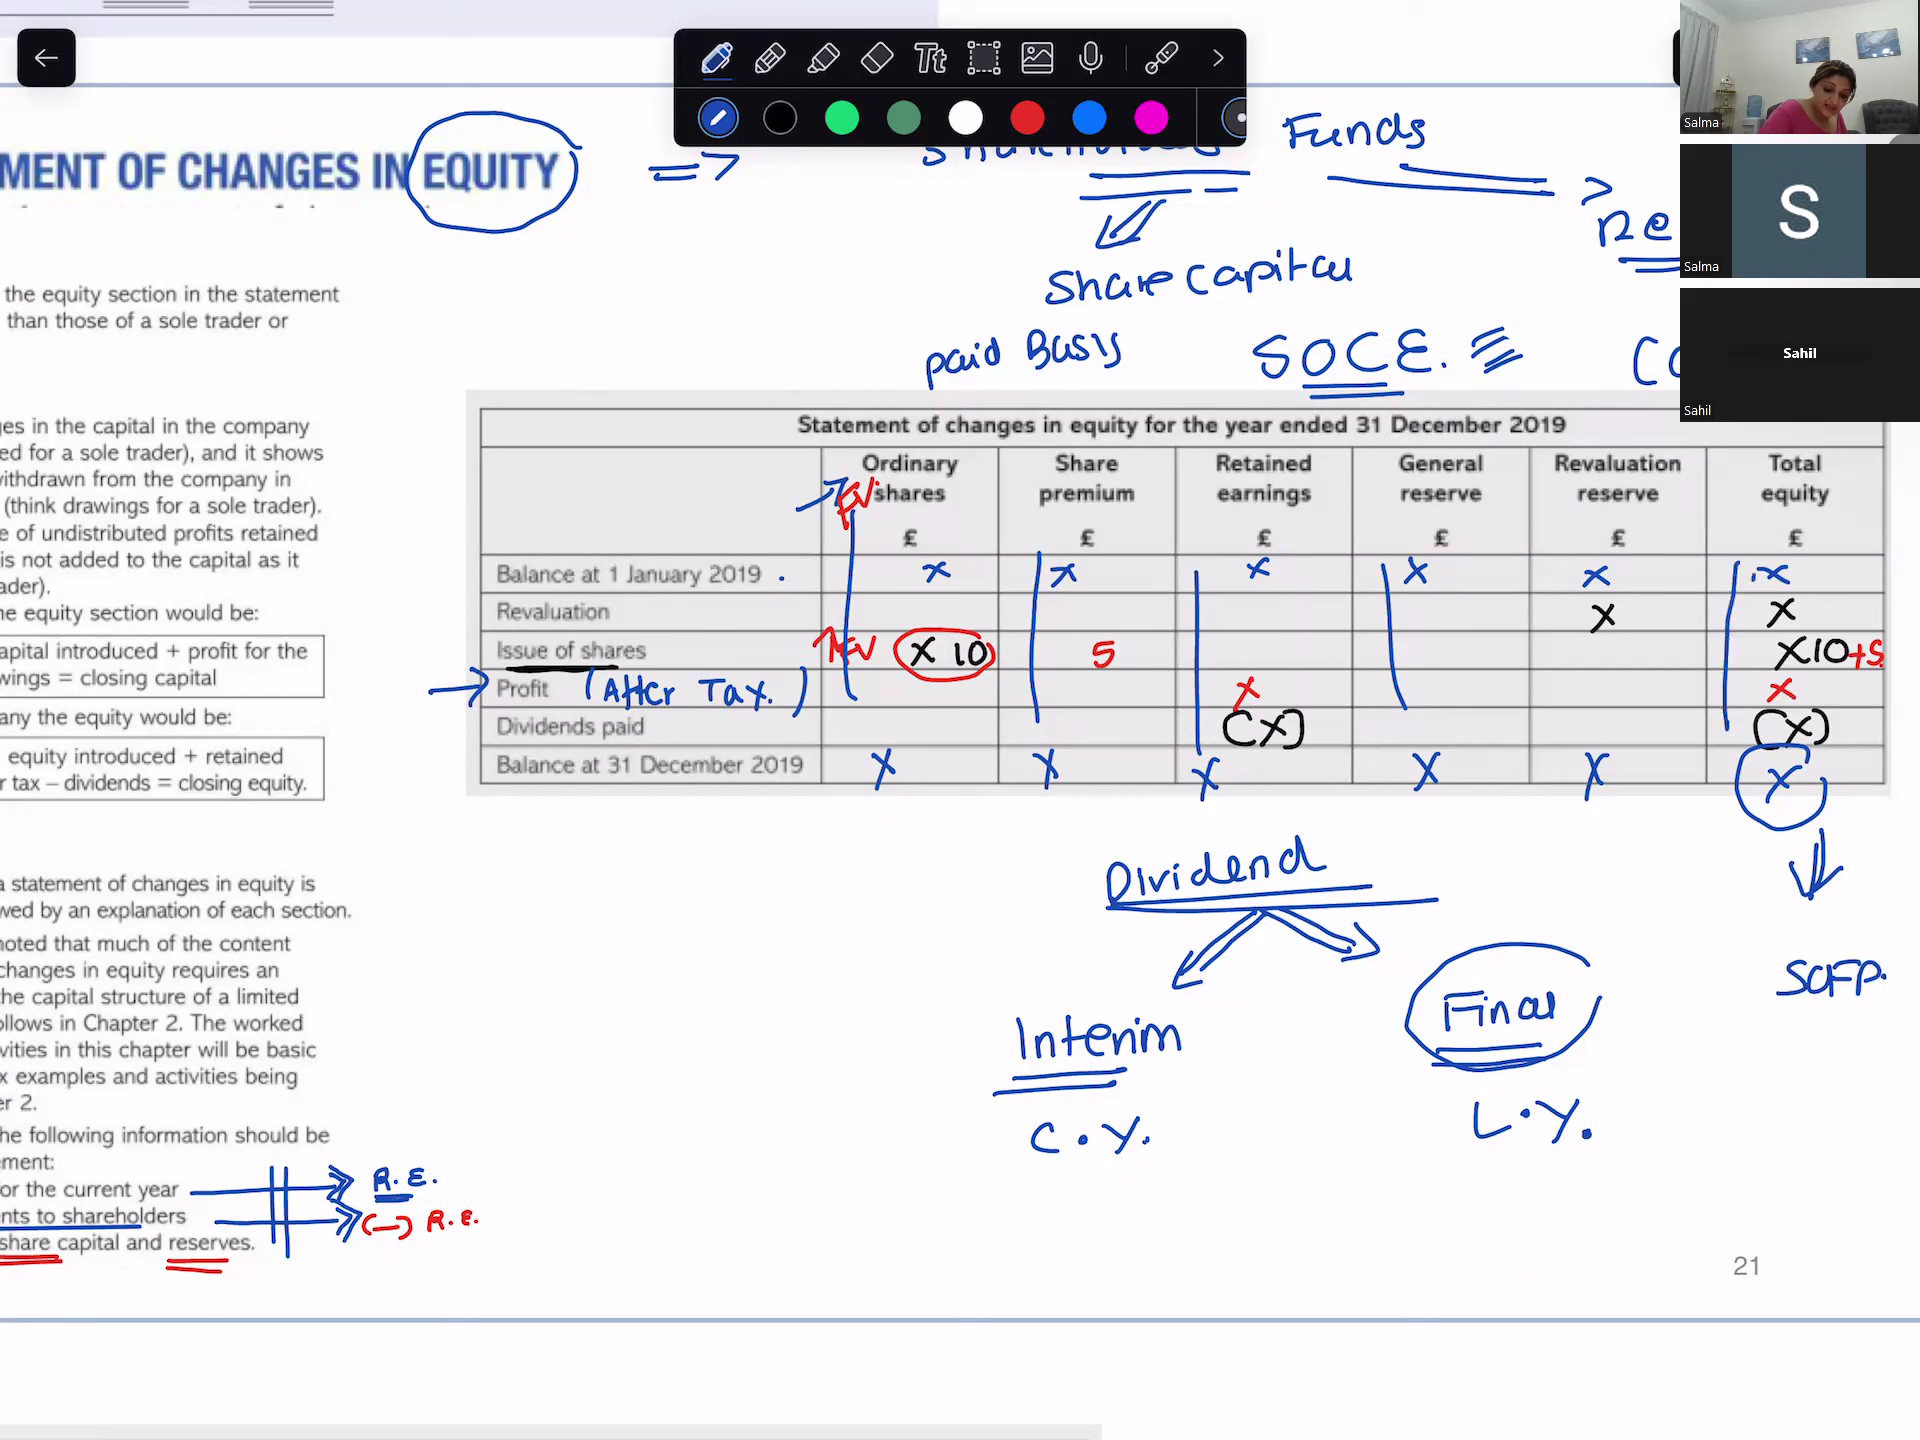 MENT OF CHANGES IN EQUITY => Funds
Salma
Salma
Sahil
Sahil
Share Capital
paid Basis SOCE. ≡
the equity section in the statement
than those of a sole trader or
ges in the capital in the company
ed for a sole trader), and it shows
withdrawn from the company in
(think drawings for a sole trader).
e of undistributed profits retained
is not added to the capital as it
ader).
he equity section would be:
apital introduced + profit for the
wings = closing capital
any the equity would be:
equity introduced + retained
r tax – dividends = closing equity.
a statement of changes in equity is
wed by an explanation of each section.
noted that much of the content
changes in equity requires an
he capital structure of a limited
ollows in Chapter 2. The worked
vities in this chapter will be basic
x examples and activities being
er 2.
he following information should be
ement:
or the current year R.E.
nts to shareholders (–) R.E.
share capital and reserves.
Statement of changes in equity for the year ended 31 December 2019
Ordinary shares Share premium Retained earnings General reserve Revaluation reserve Total equity
FV
£ £ £ £ £ £
Balance at 1 January 2019 . x x x x x x
Revaluation x x
Issue of shares FV x 10 5 x10+5
Profit (After Tax.) x x
Dividends paid (x) (x)
Balance at 31 December 2019 x x x x x x
Dividend
SOFP.
Interim Final
C.Y. L.Y.
21